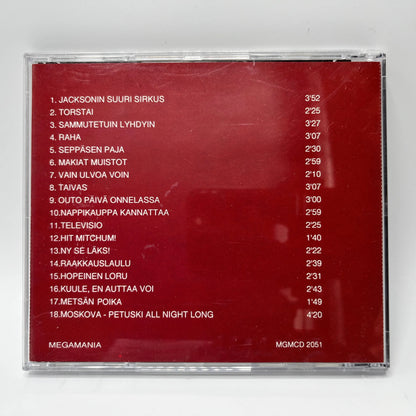 1. JACKSONIN SUURI SIRKUS 3'52
2. TORSTAI 2'25
3. SAMMUTETUIN LYHDYIN 3'27
4. RAHA 3'07
5. SEPPÄSEN PAJA 2'30
6. MAKIAT MUISTOT 2'59
7. VAIN ULVOA VOIN 2'10
8. TAIVAS 3'07
9. OUTO PÄIVÄ ONNELASSA 3'00
10.NAPPIKAUPPA KANNATTAA 2'59
11.TELEVISIO 2'25
12.HIT MITCHUM! 1'40
13.NY SE LÄKS! 2'22
14.RAAKKAUSLAULU 2'39
15.HOPEINEN LORU 2'31
16.KUULE, EN AUTTAA VOI 2'43
17.METSÄN POIKA 1'49
18.MOSKOVA - PETUSKI ALL NIGHT LONG 4'20
MEGAMANIA MGMCD 2051